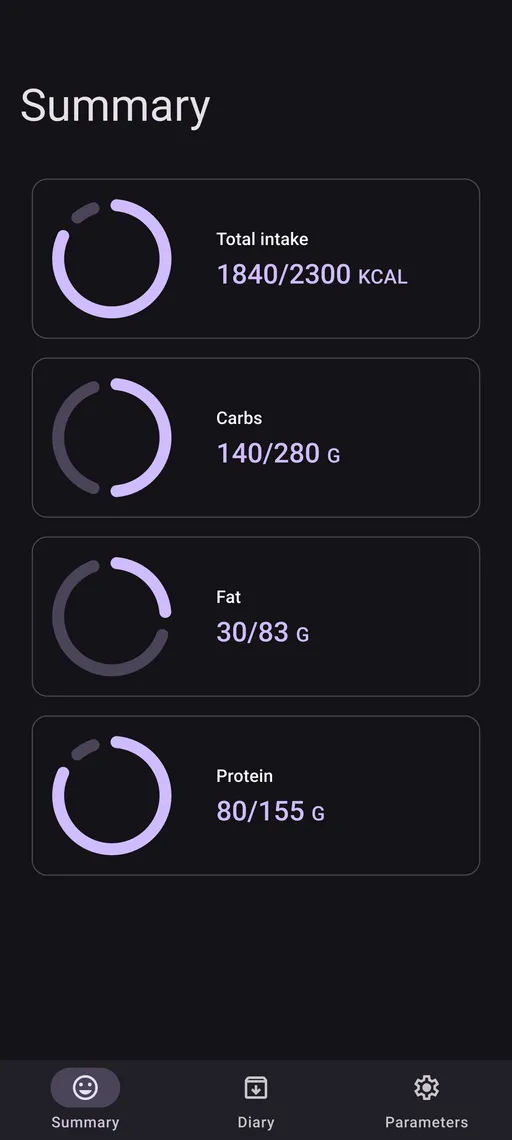 Summary
Total intake
1840/2300 KCAL
Carbs
140/280 G
Fat
30/83 G
Protein
80/155 G
Summary
Diary
Parameters